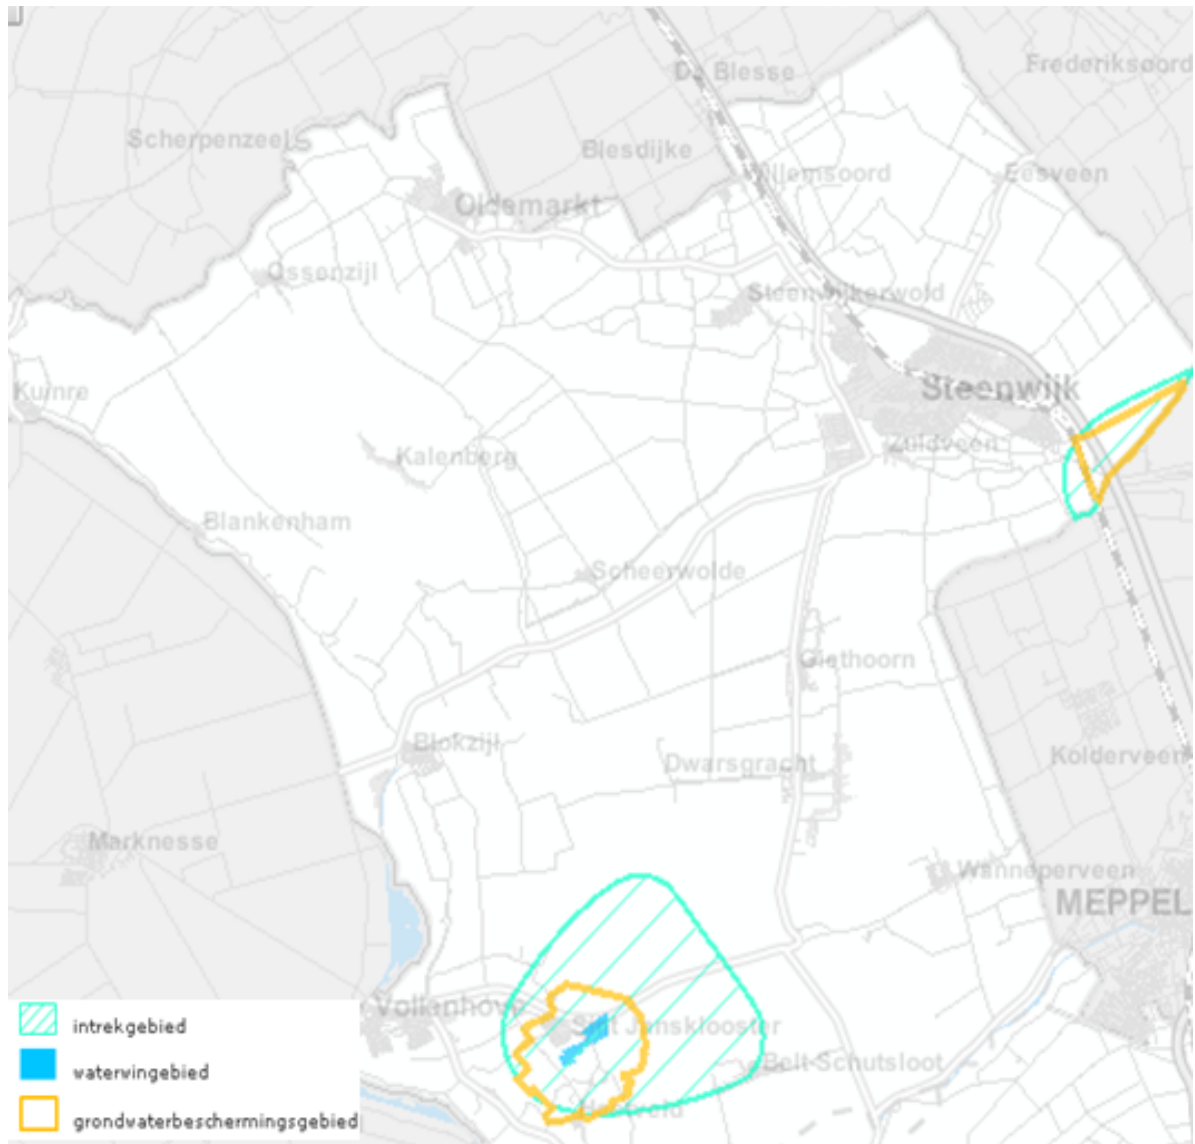 De Blesse
Frederiksoord
Scherpenzeel
Blesdijke
Willemsoord
Eesveen
Oldemarkt
Ossenzijl
Steenwijkerwold
Kuinre
Steenwijk
Kalenberg
Zuidveen
Blankenham
Scheerwolde
Giethoorn
Blokzijl
Dwarsgracht
Kolderveen
Marknesse
Wanneperveen
MEPPEL
Vollenhove
Sint Jansklooster
Belt-Schutsloot
intrekgebied
waterwingebied
grondwaterbeschermingsgebied